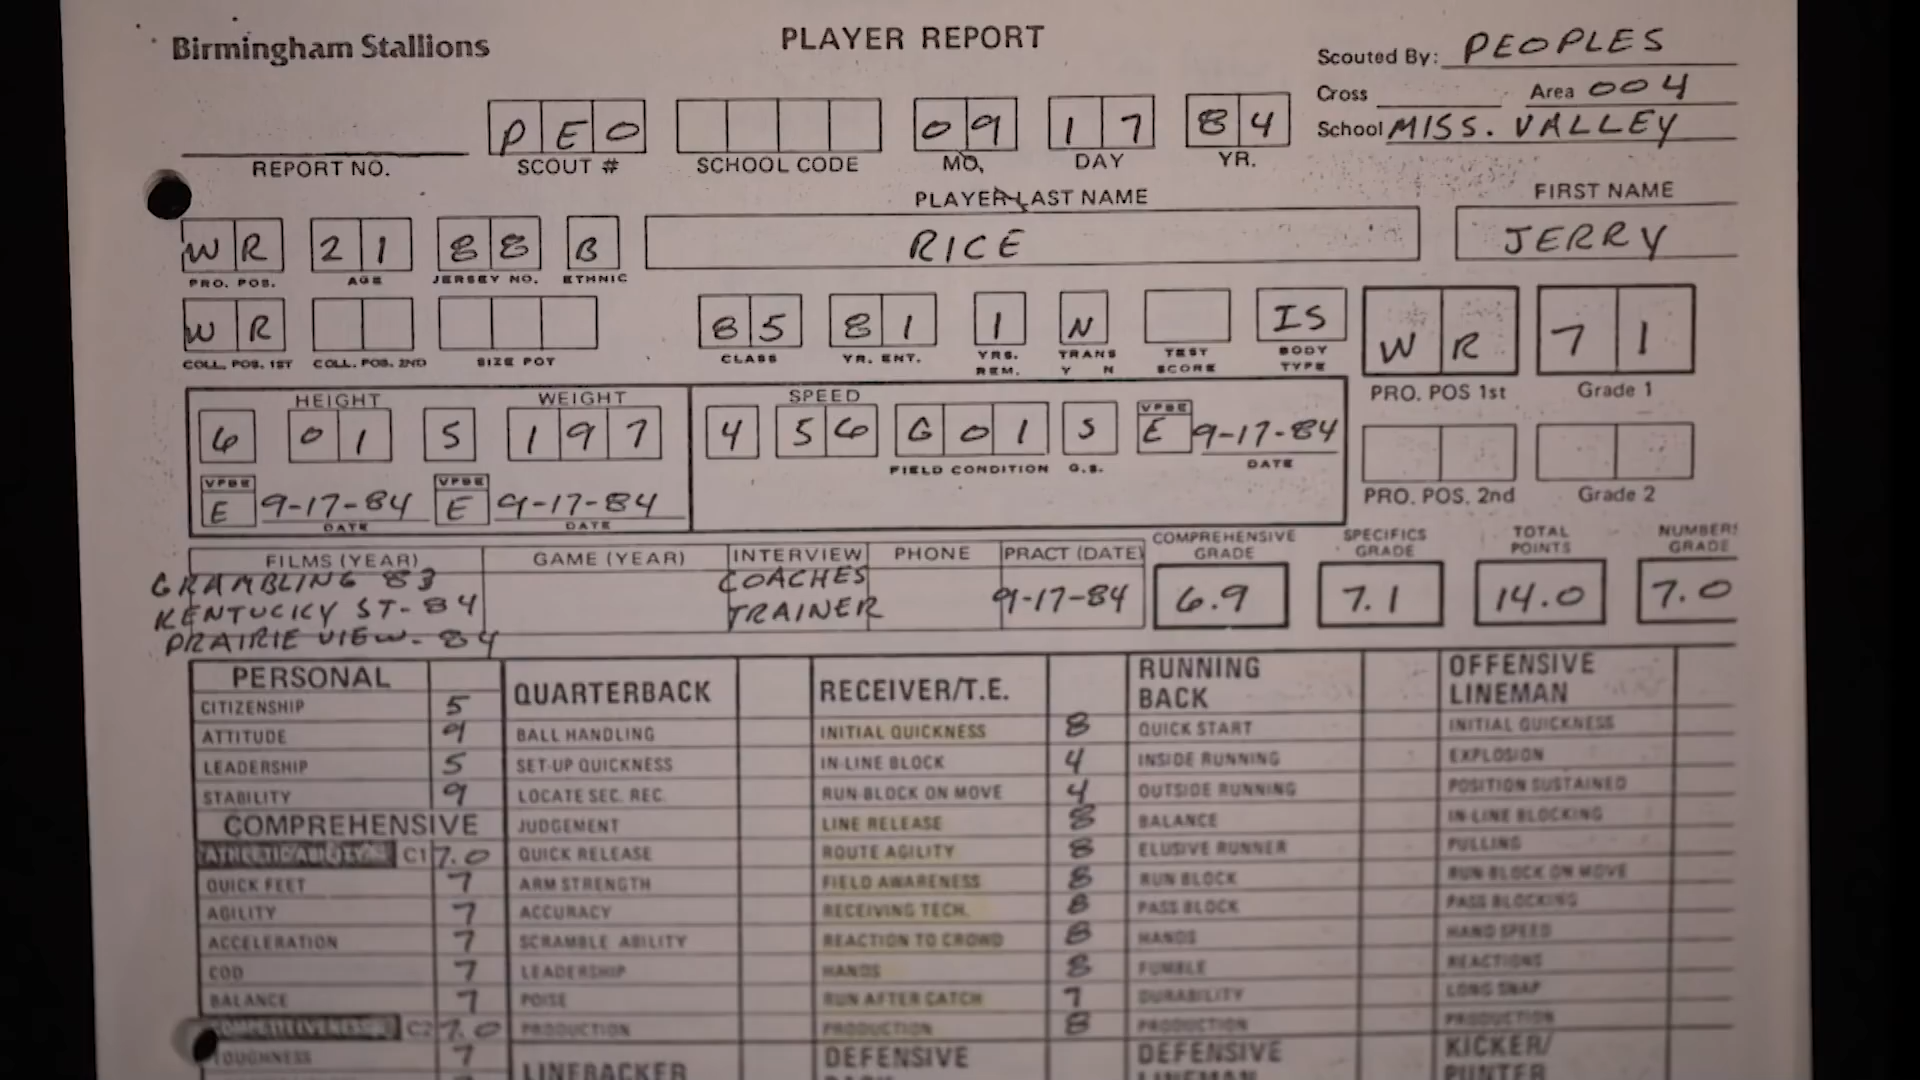 Birmingham Stallions
PLAYER REPORT
Scouted By: PEOPLES
Cross Area 004
School MISS. VALLEY
PEO 09 17 84
REPORT NO. SCOUT # SCHOOL CODE MO. DAY YR.
PLAYER LAST NAME FIRST NAME
WR 21 88 B RICE JERRY
PRO. POS. AGE JERSEY NO. ETHNIC
WR 85 81 1 N IS WR 71
COLL. POS. 1ST COLL. POS. 2ND SIZE POT CLASS YR. ENT. YRS. REM. TRANS Y N TEST SCORE BODY TYPE
PRO. POS 1st Grade 1
HEIGHT WEIGHT SPEED
6 01 5 197 4 56 G01 S VPBE E 9-17-84
FIELD CONDITION G.S. DATE
VPBE E 9-17-84 VPBE E 9-17-84
DATE DATE
PRO. POS. 2nd Grade 2
FILMS (YEAR) GAME (YEAR) INTERVIEW PHONE PRACT (DATE) COMPREHENSIVE GRADE SPECIFICS GRADE TOTAL POINTS NUMBERS GRADE
GRAMBLING 83 COACHES
KENTUCKY ST- 84 TRAINER 9-17-84 6.9 7.1 14.0 7.0
PRAIRIE VIEW- 84
PERSONAL QUARTERBACK RECEIVER/T.E. RUNNING BACK OFFENSIVE LINEMAN
CITIZENSHIP 5
ATTITUDE 9 BALL HANDLING INITIAL QUICKNESS 8 QUICK START INITIAL QUICKNESS
LEADERSHIP 5 SET-UP QUICKNESS IN-LINE BLOCK 4 INSIDE RUNNING EXPLOSION
STABILITY 9 LOCATE SEC. REC. RUN-BLOCK ON MOVE 4 OUTSIDE RUNNING POSITION SUSTAINED
COMPREHENSIVE JUDGEMENT LINE RELEASE 8 BALANCE IN-LINE BLOCKING
ATHLETIC ABILITY C1 7.0 QUICK RELEASE ROUTE AGILITY 8 ELUSIVE RUNNER PULLING
QUICK FEET 7 ARM STRENGTH FIELD AWARENESS 8 RUN BLOCK RUN-BLOCK ON MOVE
AGILITY 7 ACCURACY RECEIVING TECH. 8 PASS BLOCK PASS BLOCKING
ACCELERATION 7 SCRAMBLE ABILITY REACTION TO CROWD 8 HANDS HAND SPEED
COD 7 LEADERSHIP HANDS 8 FUMBLE REACTIONS
BALANCE 7 POISE RUN AFTER CATCH 7 DURABILITY LONG SNAP
COMPETITIVENESS C2 7.0 PRODUCTION PRODUCTION 8 PRODUCTION PRODUCTION
TOUGHNESS 7 LINEBACKER DEFENSIVE BACK DEFENSIVE LINEMAN KICKER/ PUNTER